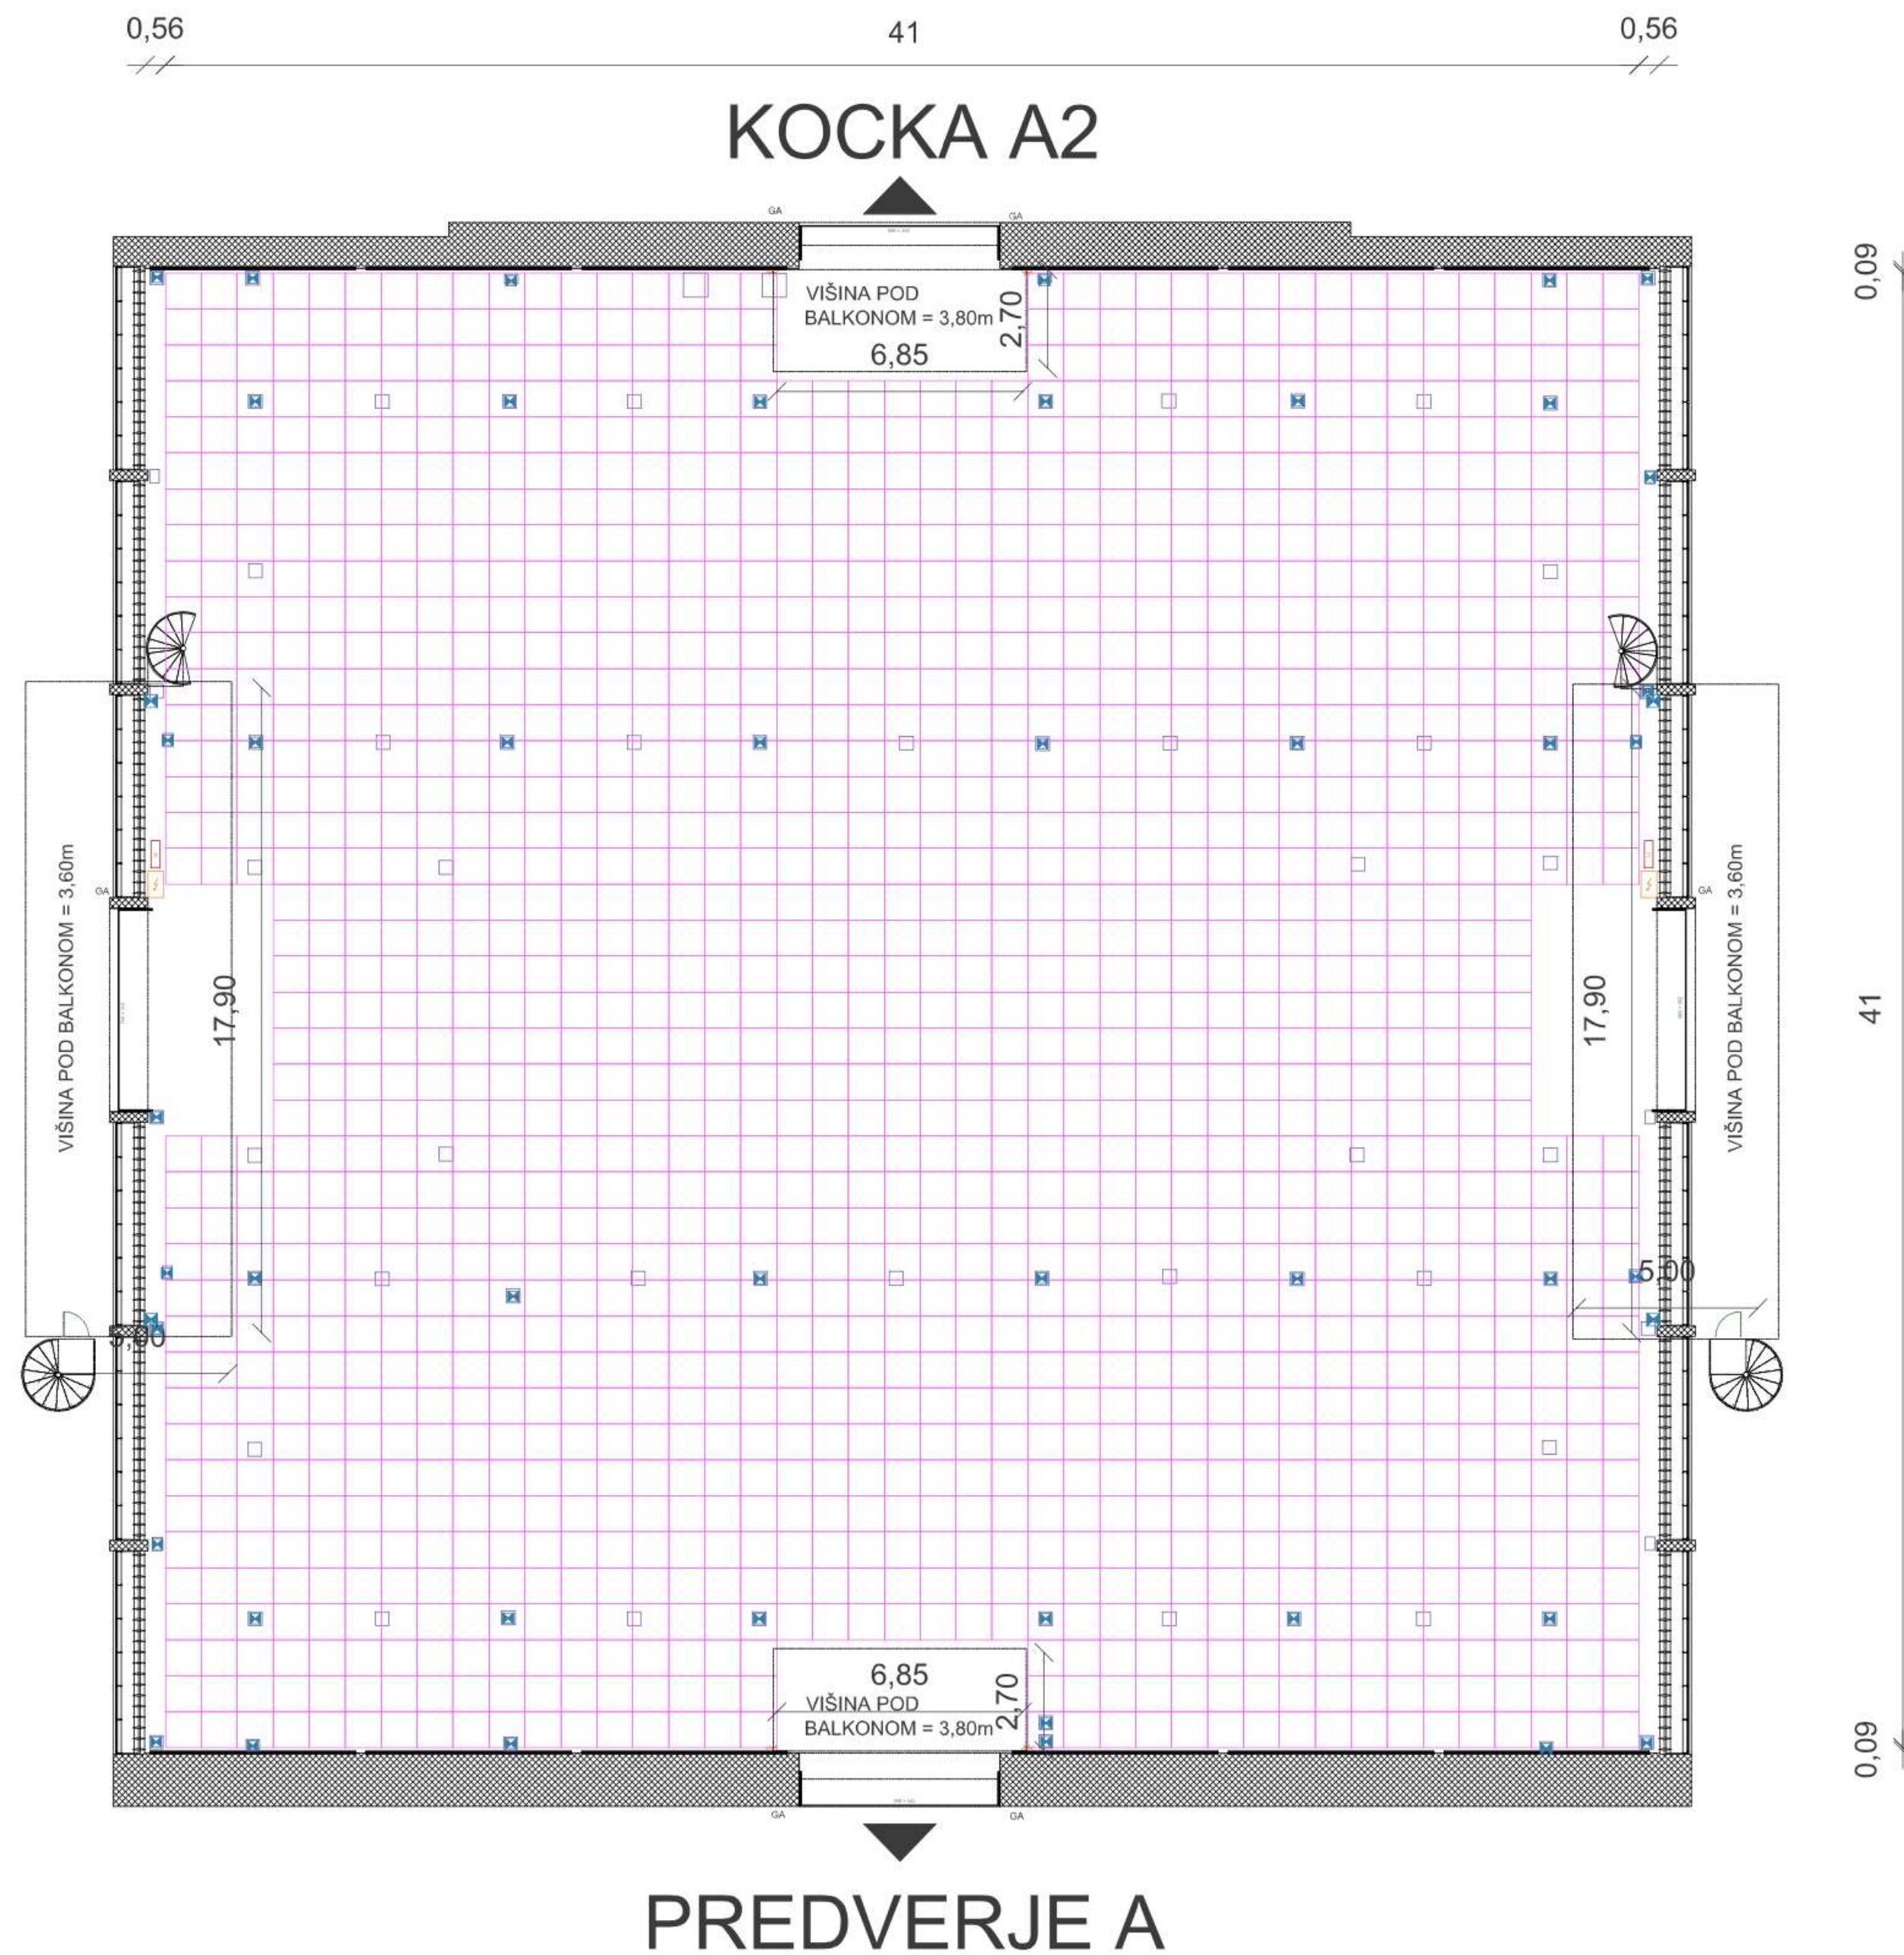 0,56
41
0,56
KOCKA A2
GA
GA
0,09
VIŠINA POD
BALKONOM = 3,80m
2,70
6,85
VIŠINA POD BALKONOM = 3,60m
GA
17,90
17,90
GA
VIŠINA POD BALKONOM = 3,60m
41
5,00
6,85
VIŠINA POD
BALKONOM = 3,80m
2,70
0,09
GA
GA
PREDVERJE A